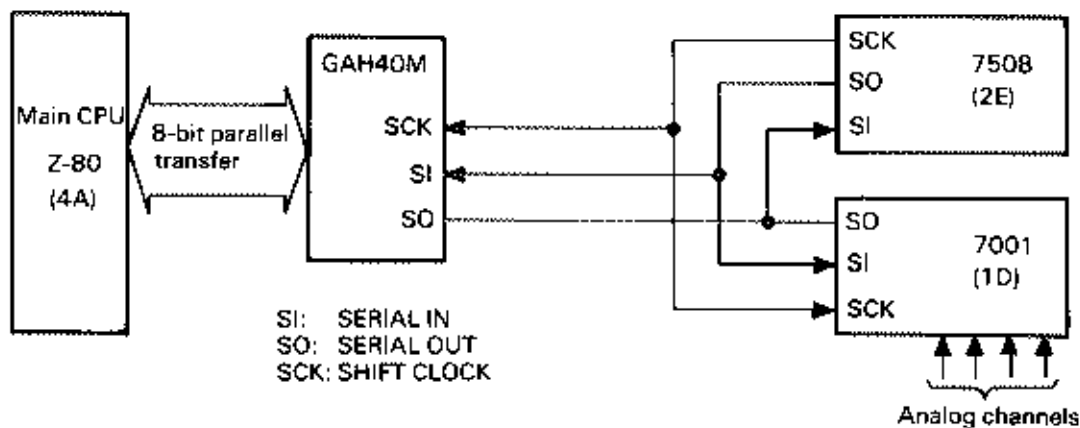 Main CPU
Z-80
(4A)
8-bit parallel
transfer
GAH40M
SCK
SI
SO
SCK
SO
SI
7508
(2E)
SO
SI
SCK
7001
(1D)
Analog channels
SI: SERIAL IN
SO: SERIAL OUT
SCK: SHIFT CLOCK